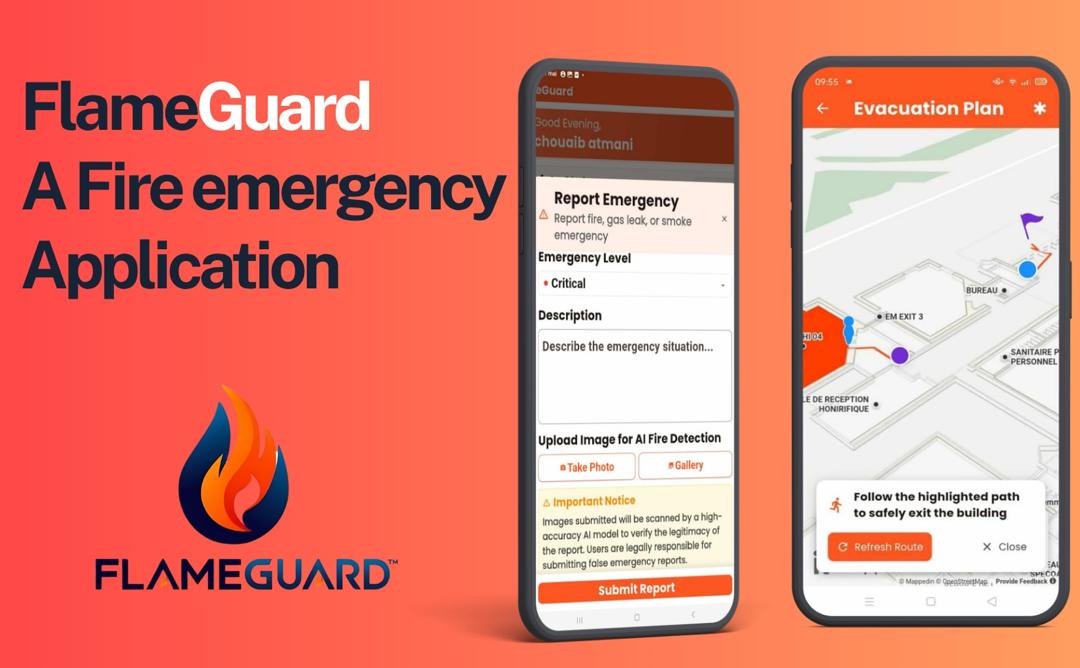 FlameGuard
A Fire emergency
Application
FLAMEGUARD™
eGuard
Good Evening,
chouaib atmani
Report Emergency
Report fire, gas leak, or smoke
emergency
x
Emergency Level
Critical
Description
Describe the emergency situation...
Upload Image for AI Fire Detection
Take Photo
Gallery
Important Notice
Images submitted will be scanned by a high-
accuracy AI model to verify the legitimacy of
the report. Users are legally responsible for
submitting false emergency reports.
Submit Report
09:55
Evacuation Plan
BUREAU
EM EXIT 3
HI 04
SANITAIRE P
PERSONNEL
LE DE RECEPTION
HONIRIFIQUE
Follow the highlighted path
to safely exit the building
Refresh Route
Close
© Mappedin © OpenStreetMap, Provide Feedback